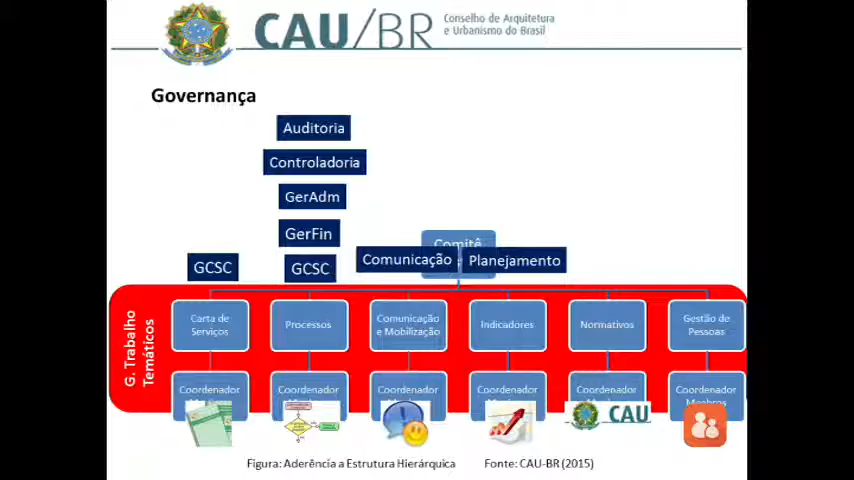 CAU/BR
Conselho de Arquitetura
e Urbanismo do Brasil
Governança
Auditoria
Controladoria
GerAdm
GerFin
GCSC
GCSC
Comitê
Comunicação
Planejamento
G. Trabalho
Temáticos
Carta de
Serviços
Processos
Comunicação
e Mobilização
Indicadores
Normativos
Gestão de
Pessoas
Coordenador
Coordenador
Coordenador
Coordenador
Coordenador
Coordenador
Membros
CAU
Figura: Aderência a Estrutura Hierárquica
Fonte: CAU-BR (2015)